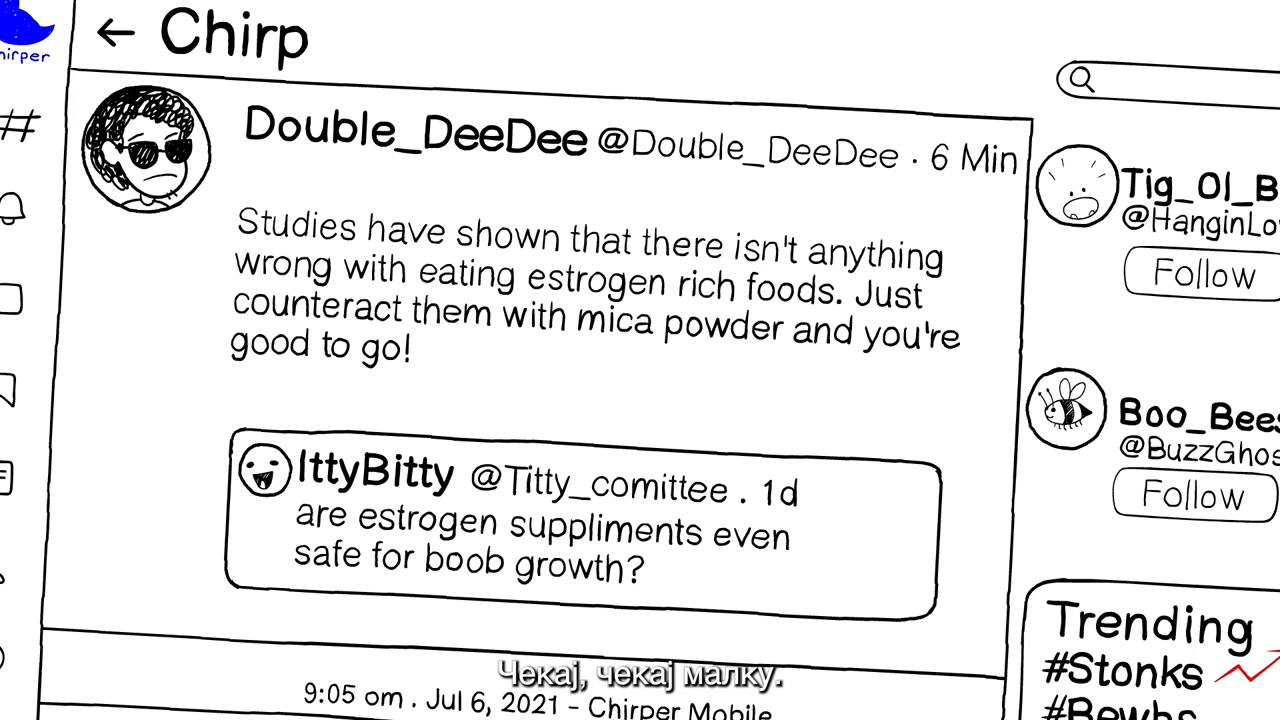 ← Chirp
hirper
#
Double_DeeDee @Double_DeeDee · 6 Min
Studies have shown that there isn't anything
wrong with eating estrogen rich foods. Just
counteract them with mica powder and you're
good to go!
IttyBitty @Titty_comittee . 1d
are estrogen suppliments even
safe for boob growth?
9:05 om . Jul 6, 2021 - Chirper Mobile
Tig_Ol_B
@HanginLo
Follow
Boo_Bees
@BuzzGhos
Follow
Trending
#Stonks
#Bewbs
Чекај, чекај малку.